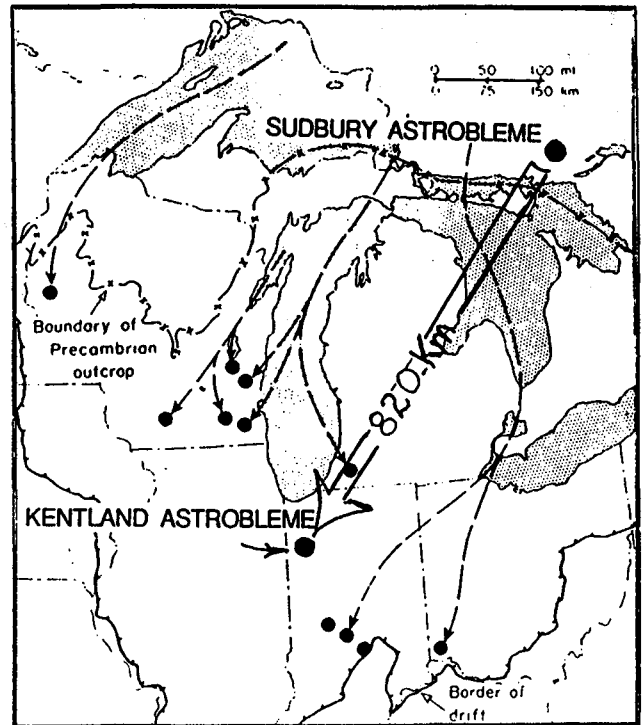 0 50 100 mi
0 75 150 km
SUDBURY ASTROBLEME
Boundary of
Precambrian
outcrop
820 Km
KENTLAND ASTROBLEME
Border of
drift